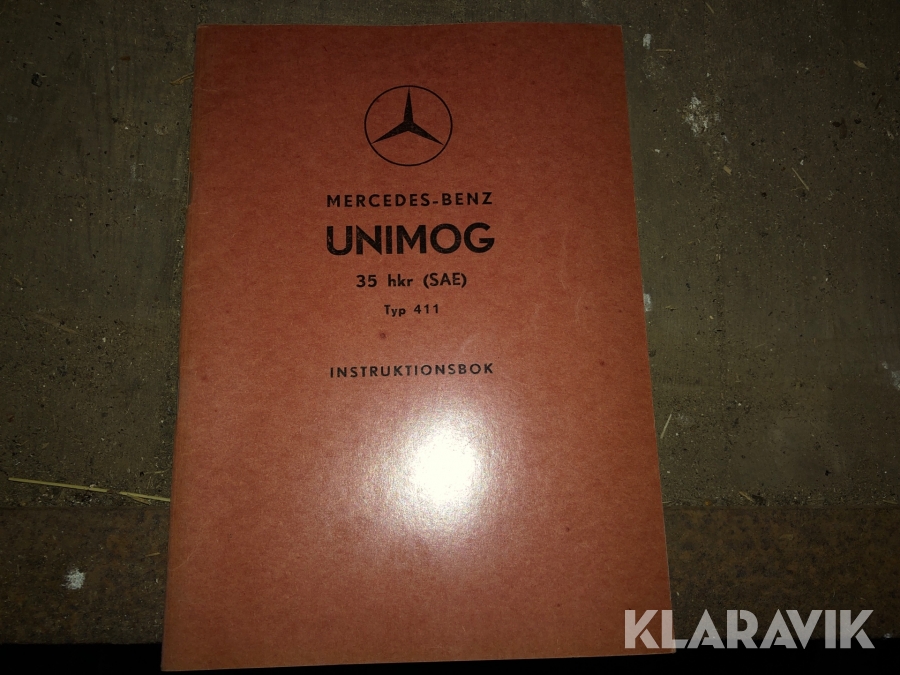 MERCEDES-BENZ
UNIMOG
35 hkr (SAE)
Typ 411
INSTRUKTIONSBOK
KLARAVIK